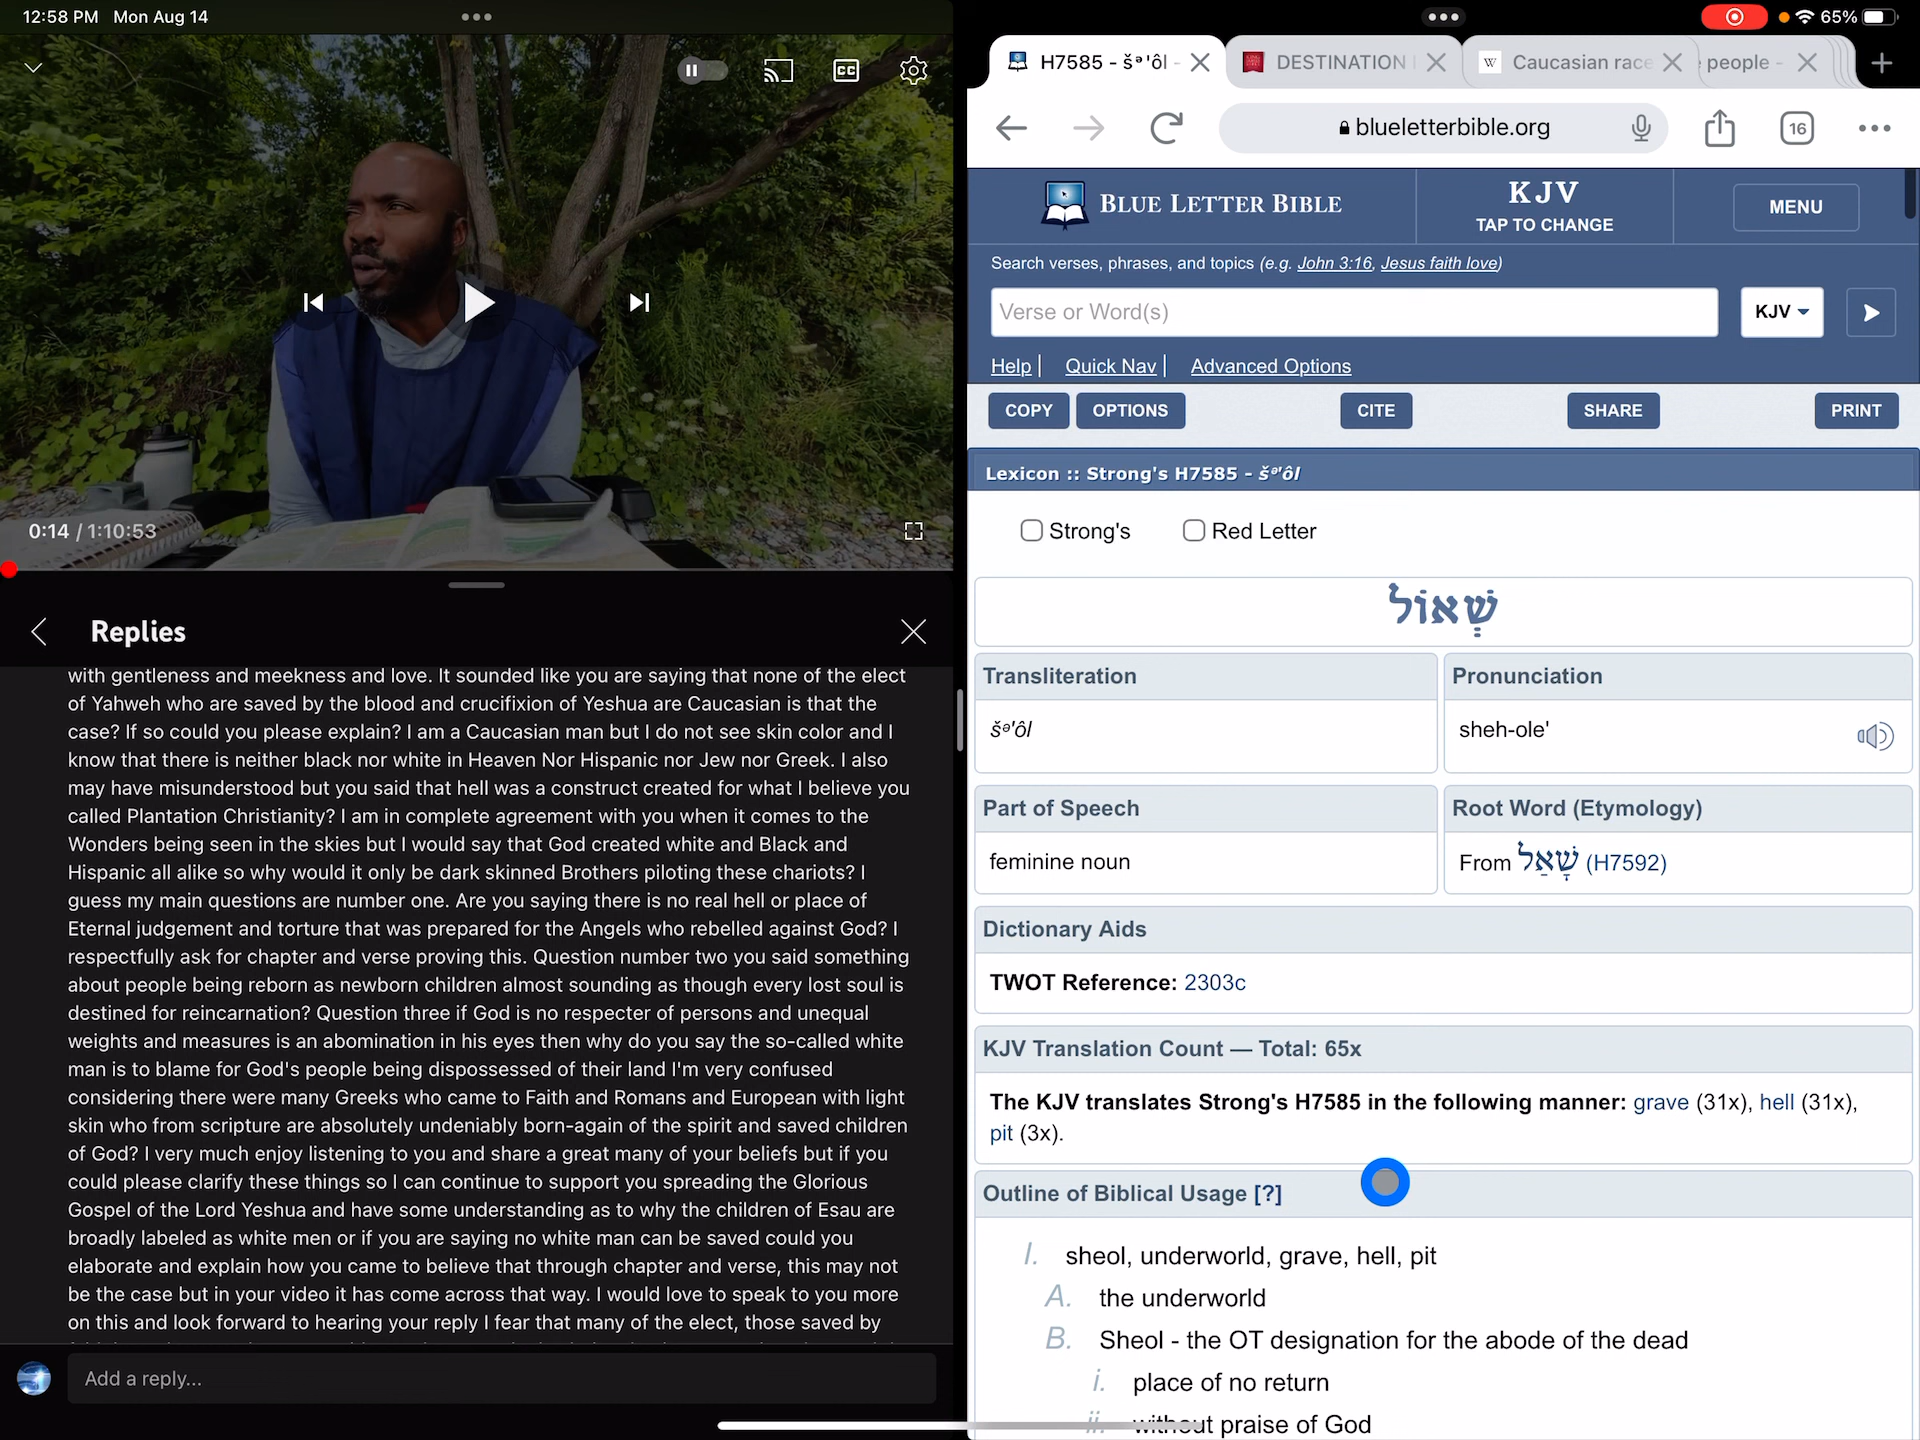 12:58 PM Mon Aug 14
CC
0:14 / 1:10:53
Replies
with gentleness and meekness and love. It sounded like you are saying that none of the elect
of Yahweh who are saved by the blood and crucifixion of Yeshua are Caucasian is that the
case? If so could you please explain? I am a Caucasian man but I do not see skin color and I
know that there is neither black nor white in Heaven Nor Hispanic nor Jew nor Greek. I also
may have misunderstood but you said that hell was a construct created for what I believe you
called Plantation Christianity? I am in complete agreement with you when it comes to the
Wonders being seen in the skies but I would say that God created white and Black and
Hispanic all alike so why would it only be dark skinned Brothers piloting these chariots? I
guess my main questions are number one. Are you saying there is no real hell or place of
Eternal judgement and torture that was prepared for the Angels who rebelled against God? I
respectfully ask for chapter and verse proving this. Question number two you said something
about people being reborn as newborn children almost sounding as though every lost soul is
destined for reincarnation? Question three if God is no respecter of persons and unequal
weights and measures is an abomination in his eyes then why do you say the so-called white
man is to blame for God's people being dispossessed of their land I'm very confused
considering there were many Greeks who came to Faith and Romans and European with light
skin who from scripture are absolutely undeniably born-again of the spirit and saved children
of God? I very much enjoy listening to you and share a great many of your beliefs but if you
could please clarify these things so I can continue to support you spreading the Glorious
Gospel of the Lord Yeshua and have some understanding as to why the children of Esau are
broadly labeled as white men or if you are saying no white man can be saved could you
elaborate and explain how you came to believe that through chapter and verse, this may not
be the case but in your video it has come across that way. I would love to speak to you more
on this and look forward to hearing your reply I fear that many of the elect, those saved by
Add a reply...
65%
H7585 - šᵊ'ôl -
DESTINATION
W Caucasian race
people -
blueletterbible.org
16
BLUE LETTER BIBLE
KJV
TAP TO CHANGE
MENU
Search verses, phrases, and topics (e.g. John 3:16, Jesus faith love)
Verse or Word(s)
KJV
Help | Quick Nav | Advanced Options
COPY OPTIONS CITE SHARE PRINT
Lexicon :: Strong's H7585 - šᵊ'ôl
Strong's Red Letter
שְׁאוֹל
Transliteration
šᵊ'ôl
Pronunciation
sheh-ole'
Part of Speech
feminine noun
Root Word (Etymology)
From שָׁאַל (H7592)
Dictionary Aids
TWOT Reference: 2303c
KJV Translation Count — Total: 65x
The KJV translates Strong's H7585 in the following manner: grave (31x), hell (31x),
pit (3x).
Outline of Biblical Usage [?]
I. sheol, underworld, grave, hell, pit
A. the underworld
B. Sheol - the OT designation for the abode of the dead
i. place of no return
ii. without praise of God